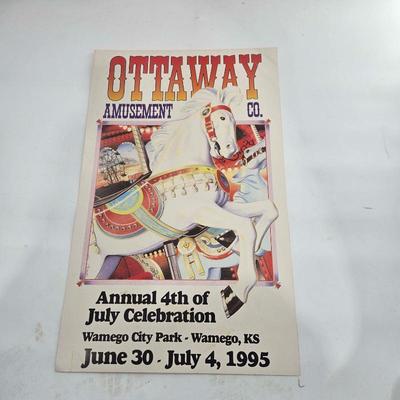 OTTAWAY
AMUSEMENT CO.
Annual 4th of
July Celebration
Wamego City Park - Wamego, KS
June 30 - July 4, 1995